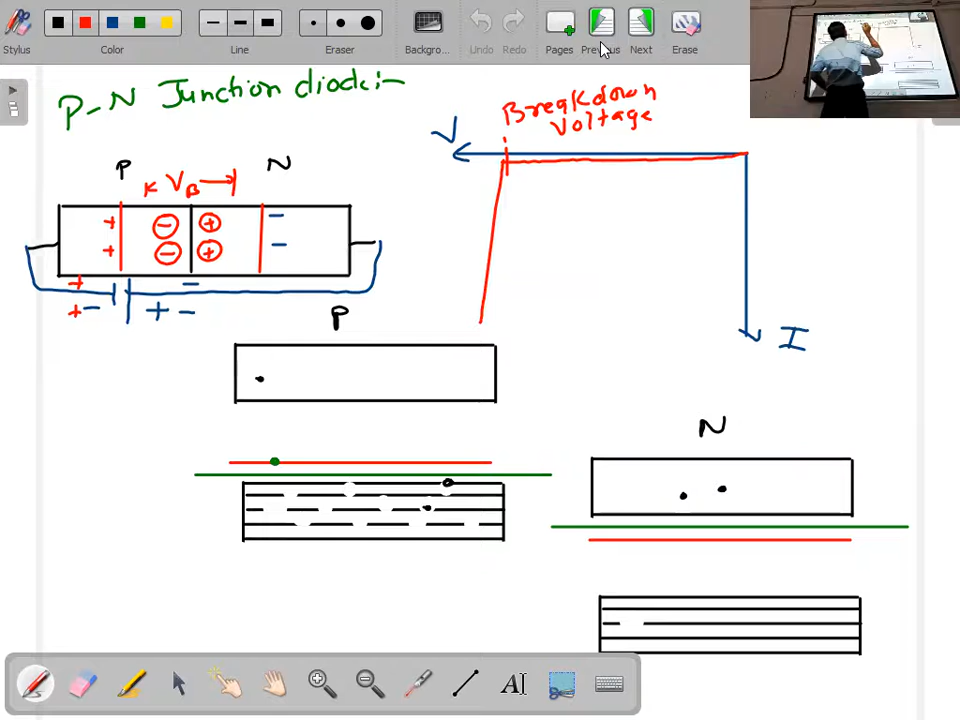 Stylus
Color
Line
Eraser
Backgro...
Undo
Redo
Pages
Previous
Next
Erase
P-N Junction diode:-
Breakdown
Voltage
V
P
K V_B
N
+ - + -
+ - + -
+ -
+ - + -
P
I
N
A